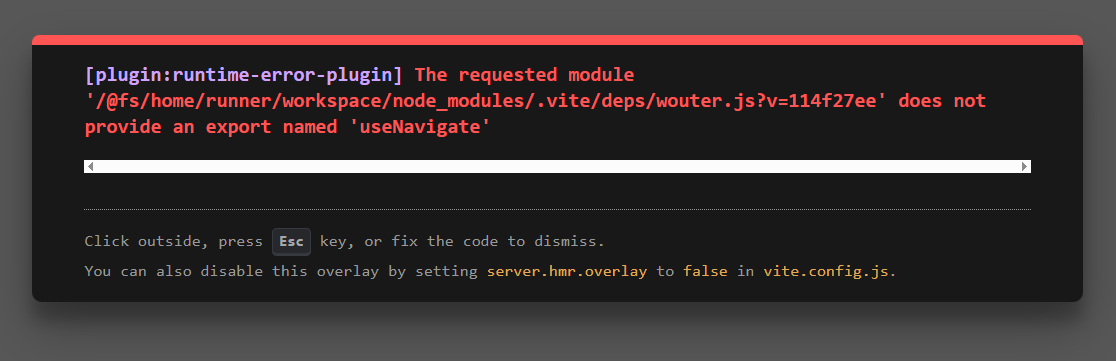 [plugin:runtime-error-plugin] The requested module
'/@fs/home/runner/workspace/node_modules/.vite/deps/wouter.js?v=114f27ee' does not
provide an export named 'useNavigate'
Click outside, press Esc key, or fix the code to dismiss.
You can also disable this overlay by setting server.hmr.overlay to false in vite.config.js.